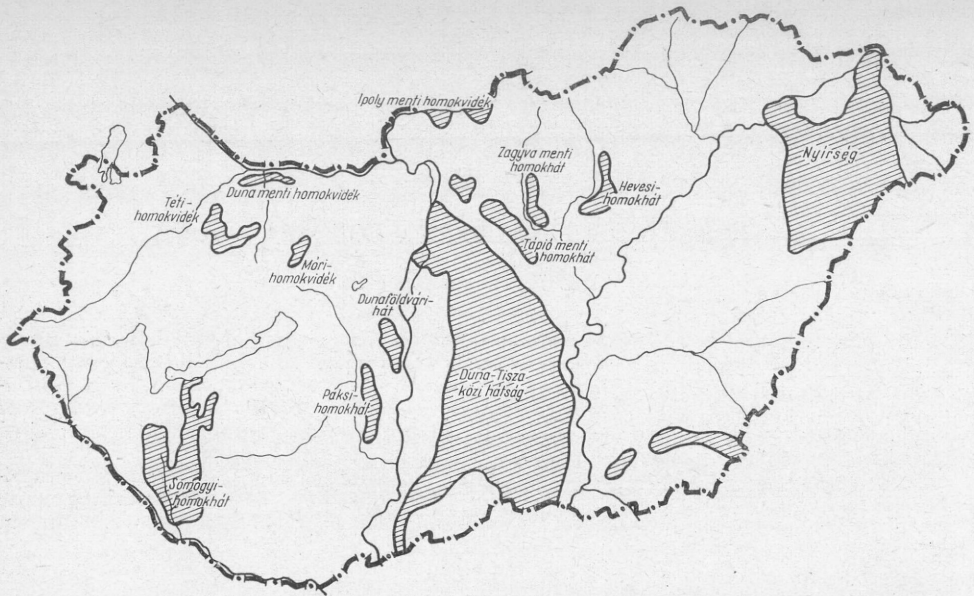 Ipoly menti homokvidék
Zagyva menti
homokhát
Nyírség
Hevesi-
homokhát
Duna menti homokvidék
Téti-
homokvidék
Tápió menti
homokhát
Móri-
homokvidék
Dunaföldvári-
hát
Duna-Tisza
közi hátság
Paksi-
homokhát
Somogyi-
homokhát